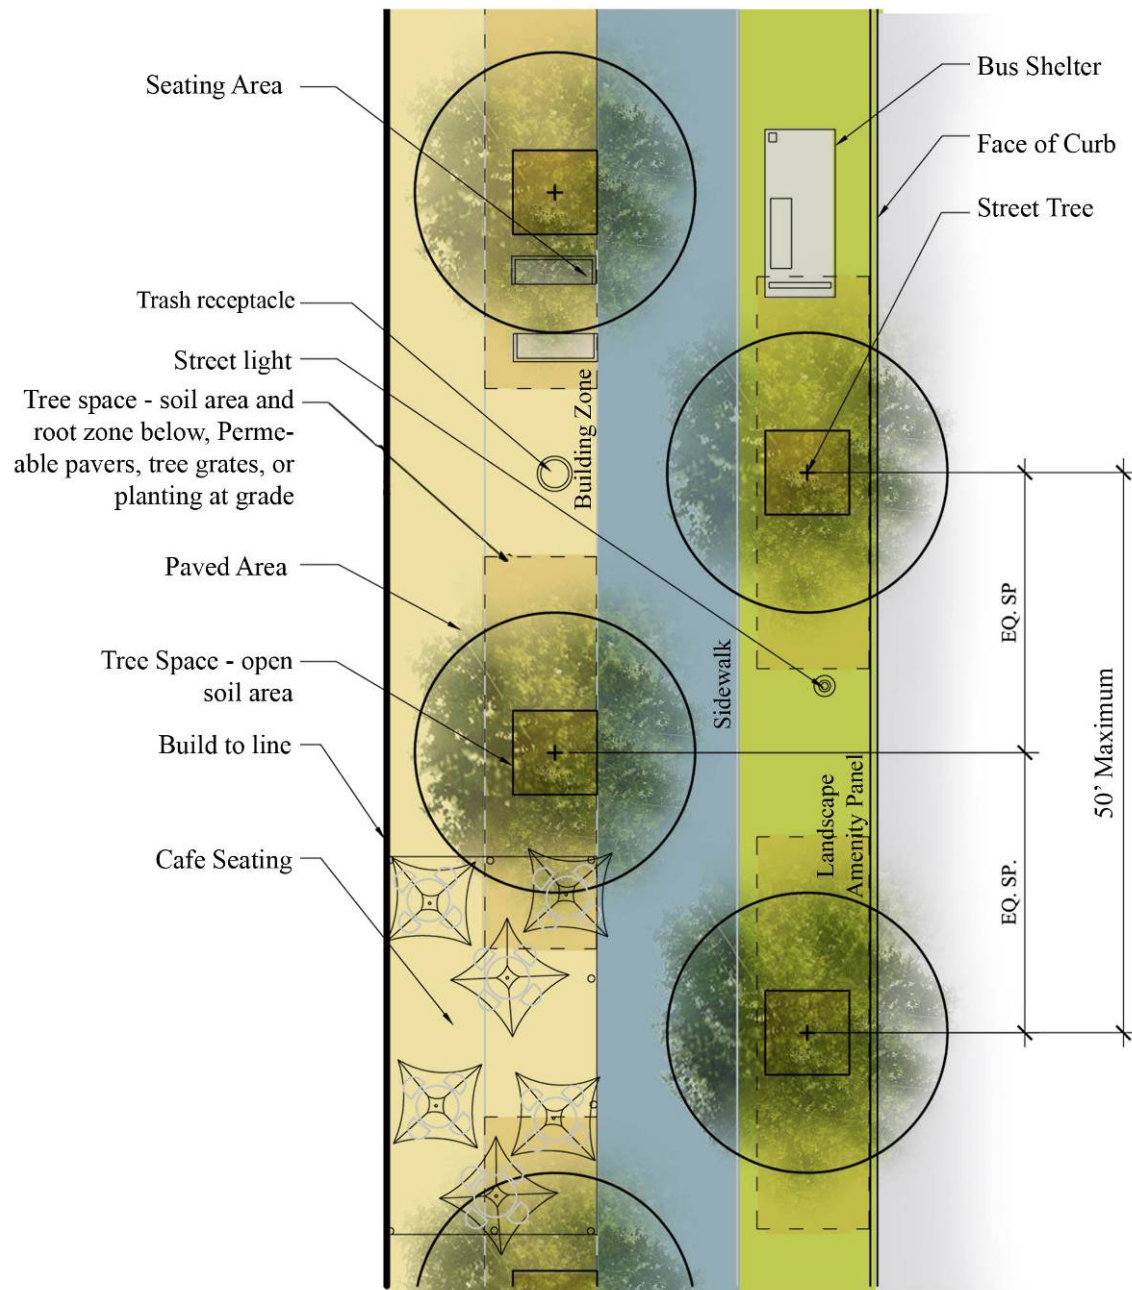 Seating Area
Trash receptacle
Street light
Tree space - soil area and
root zone below, Perme-
able pavers, tree grates, or
planting at grade
Paved Area
Tree Space - open
soil area
Build to line
Cafe Seating
Building Zone
Sidewalk
Landscape
Amenity Panel
Bus Shelter
Face of Curb
Street Tree
EQ. SP
EQ. SP.
50’ Maximum